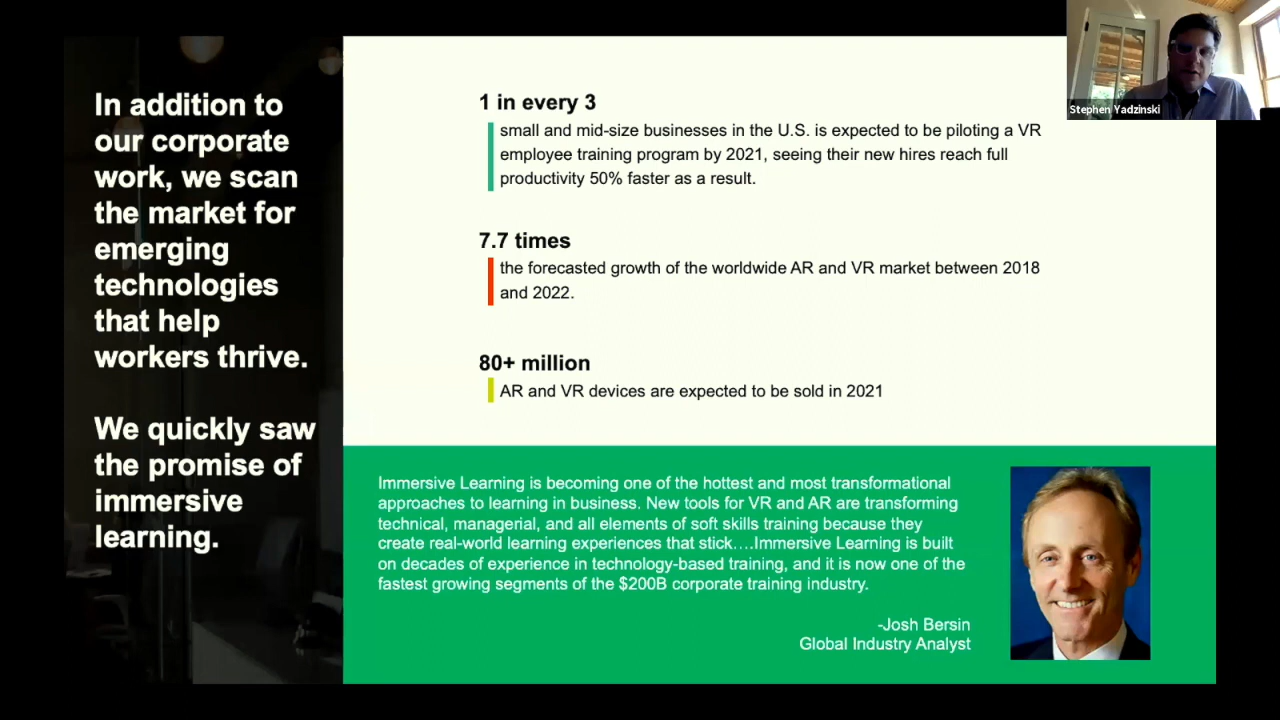 In addition to
our corporate
work, we scan
the market for
emerging
technologies
that help
workers thrive.
We quickly saw
the promise of
immersive
learning.
1 in every 3
small and mid-size businesses in the U.S. is expected to be piloting a VR
employee training program by 2021, seeing their new hires reach full
productivity 50% faster as a result.
7.7 times
the forecasted growth of the worldwide AR and VR market between 2018
and 2022.
80+ million
AR and VR devices are expected to be sold in 2021
Immersive Learning is becoming one of the hottest and most transformational
approaches to learning in business. New tools for VR and AR are transforming
technical, managerial, and all elements of soft skills training because they
create real-world learning experiences that stick….Immersive Learning is built
on decades of experience in technology-based training, and it is now one of the
fastest growing segments of the $200B corporate training industry.
-Josh Bersin
Global Industry Analyst
Stephen Yadzinski